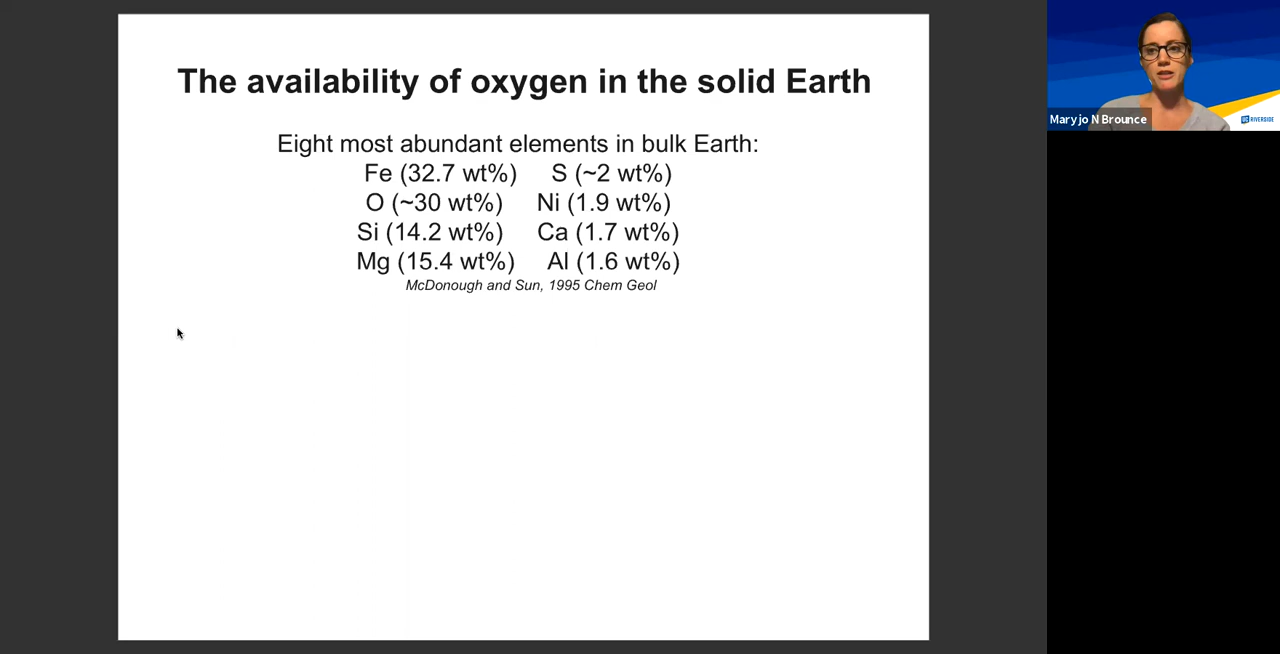 The availability of oxygen in the solid Earth
Eight most abundant elements in bulk Earth:
Fe (32.7 wt%) S (~2 wt%)
O (~30 wt%) Ni (1.9 wt%)
Si (14.2 wt%) Ca (1.7 wt%)
Mg (15.4 wt%) Al (1.6 wt%)
McDonough and Sun, 1995 Chem Geol
Maryjo N Brounce
RIVERSIDE